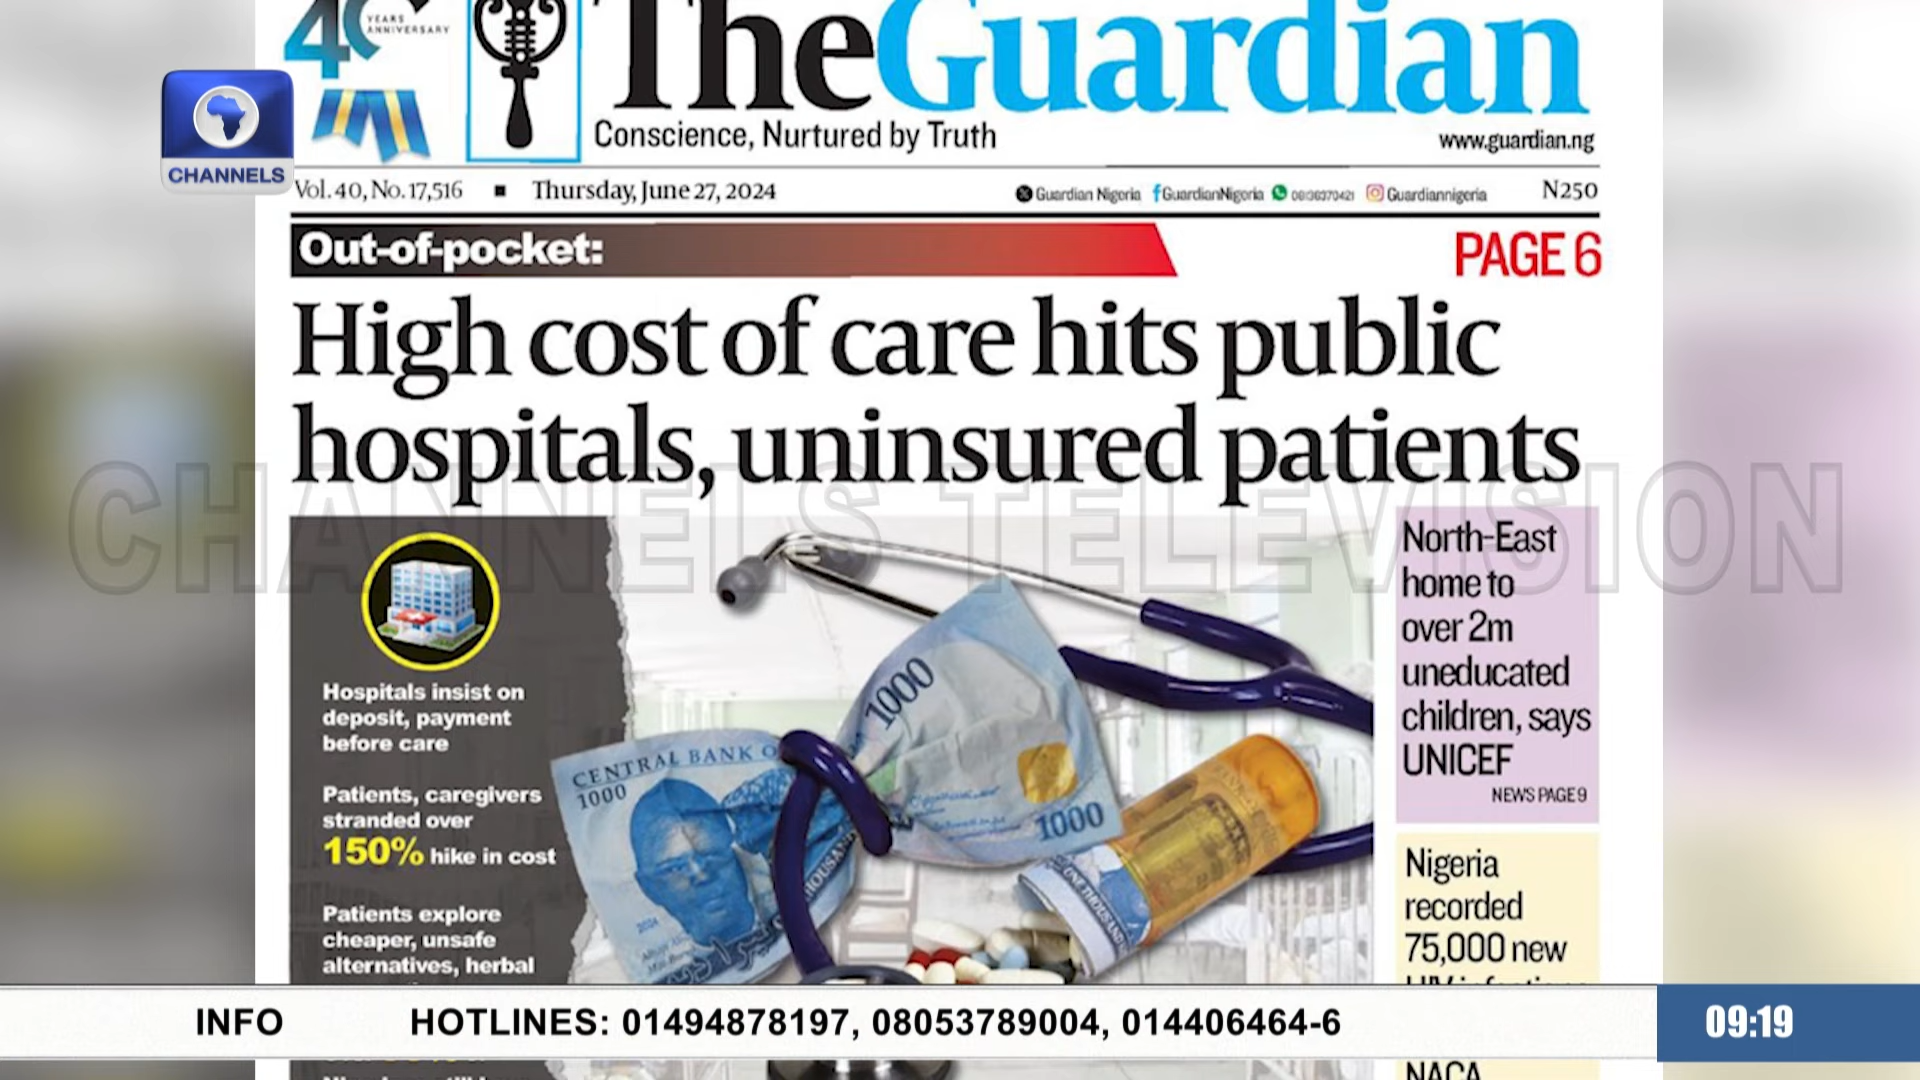 40 YEARS
ANNIVERSARY
TheGuardian
Conscience, Nurtured by Truth
www.guardian.ng
CHANNELS
Vol. 40, No. 17,516 ■ Thursday, June 27, 2024
Guardian Nigeria GuardianNigeria Guardiannigeria N250
Out-of-pocket:
PAGE 6
High cost of care hits public
hospitals, uninsured patients
CHANNELS TELEVISION
Hospitals insist on
deposit, payment
before care
Patients, caregivers
stranded over
150% hike in cost
Patients explore
cheaper, unsafe
alternatives, herbal
CENTRAL BANK O
1000
1000
1000
North-East
home to
over 2m
uneducated
children, says
UNICEF
NEWS PAGE 9
Nigeria
recorded
75,000 new
NACA
INFO HOTLINES: 01494878197, 08053789004, 014406464-6
09:19